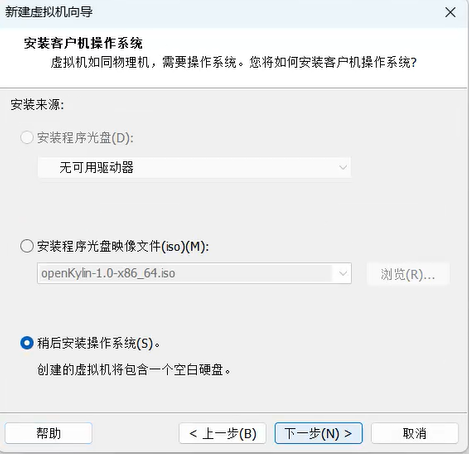 新建虚拟机向导
安装客户机操作系统
虚拟机如同物理机，需要操作系统。您将如何安装客户机操作系统?
安装来源:
安装程序光盘(D):
无可用驱动器
安装程序光盘映像文件(iso)(M):
openKylin-1.0-x86_64.iso
浏览(R)...
稍后安装操作系统(S)。
创建的虚拟机将包含一个空白硬盘。
帮助
< 上一步(B)
下一步(N) >
取消